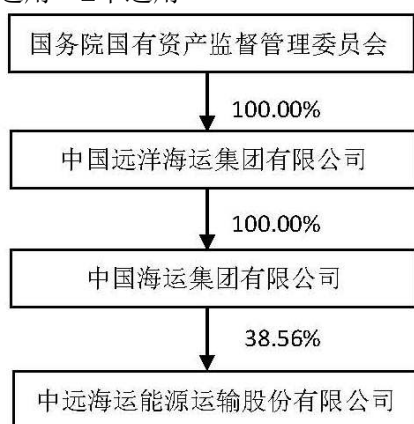 国务院国有资产监督管理委员会
100.00%
中国远洋海运集团有限公司
100.00%
中国海运集团有限公司
38.56%
中远海运能源运输股份有限公司